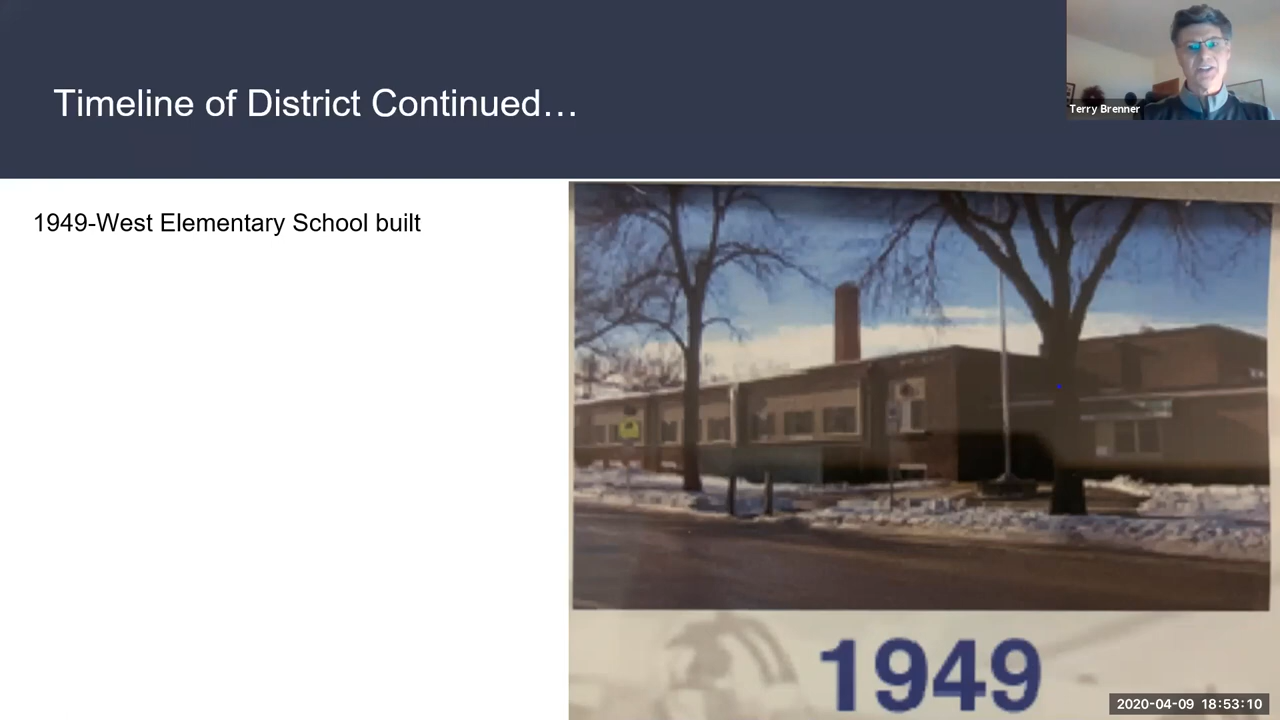 Timeline of District Continued…
Terry Brenner
1949-West Elementary School built
1949
2020-04-09 18:53:10